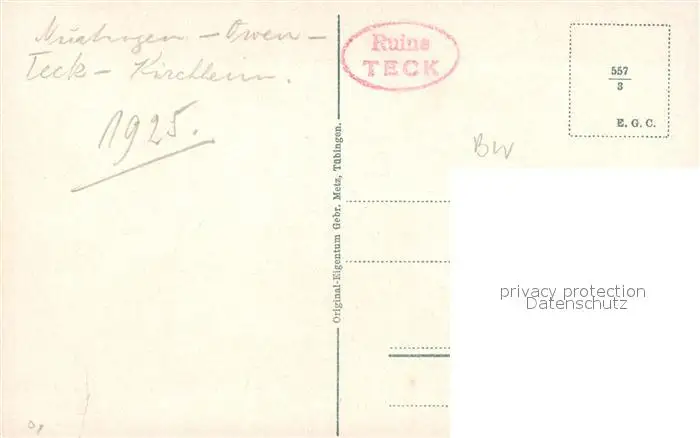 – Owen –
Teck – Kirchheim.
1925.
Ruine
TECK
557
3
E. G. C.
BW
Original-Eigentum Gebr. Metz, Tübingen.
privacy protection
Datenschutz